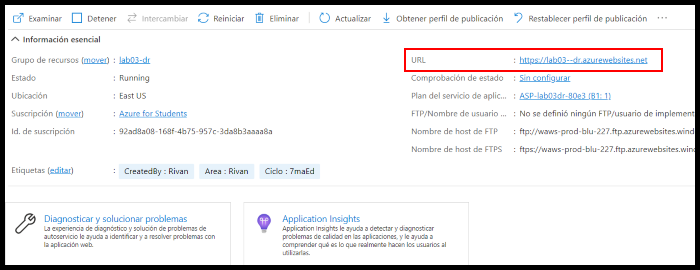 Examinar Detener Intercambiar Reiniciar Eliminar Actualizar Obtener perfil de publicación Restablecer perfil de publicación ...
Información esencial
Grupo de recursos (mover) : lab03-dr
Estado : Running
Ubicación : East US
Suscripción (mover) : Azure for Students
Id. de suscripción : 92ad8a08-168f-4b75-957c-3da8b3aaaa8a
URL : https://lab03--dr.azurewebsites.net
Comprobación de estado : Sin configurar
Plan del servicio de aplic... : ASP-lab03dr-80e3 (B1: 1)
FTP/Nombre de usuario ... : No se definió ningún FTP/usuario de implement
Nombre de host de FTP : ftp://waws-prod-blu-227.ftp.azurewebsites.wind
Nombre de host de FTPS : ftps://waws-prod-blu-227.ftp.azurewebsites.win
Etiquetas (editar) : CreatedBy : Rivan Area : Rivan Ciclo : 7maEd
Diagnosticar y solucionar problemas
La experiencia de diagnóstico y solución de problemas de
autoservicio le ayuda a identificar y a resolver problemas con
la aplicación web.
Application Insights
Application Insights le ayuda a detectar y diagnosticar
problemas de calidad en las aplicaciones, y le ayuda a
comprender qué es lo que realmente hacen los usuarios al
utilizarlas.